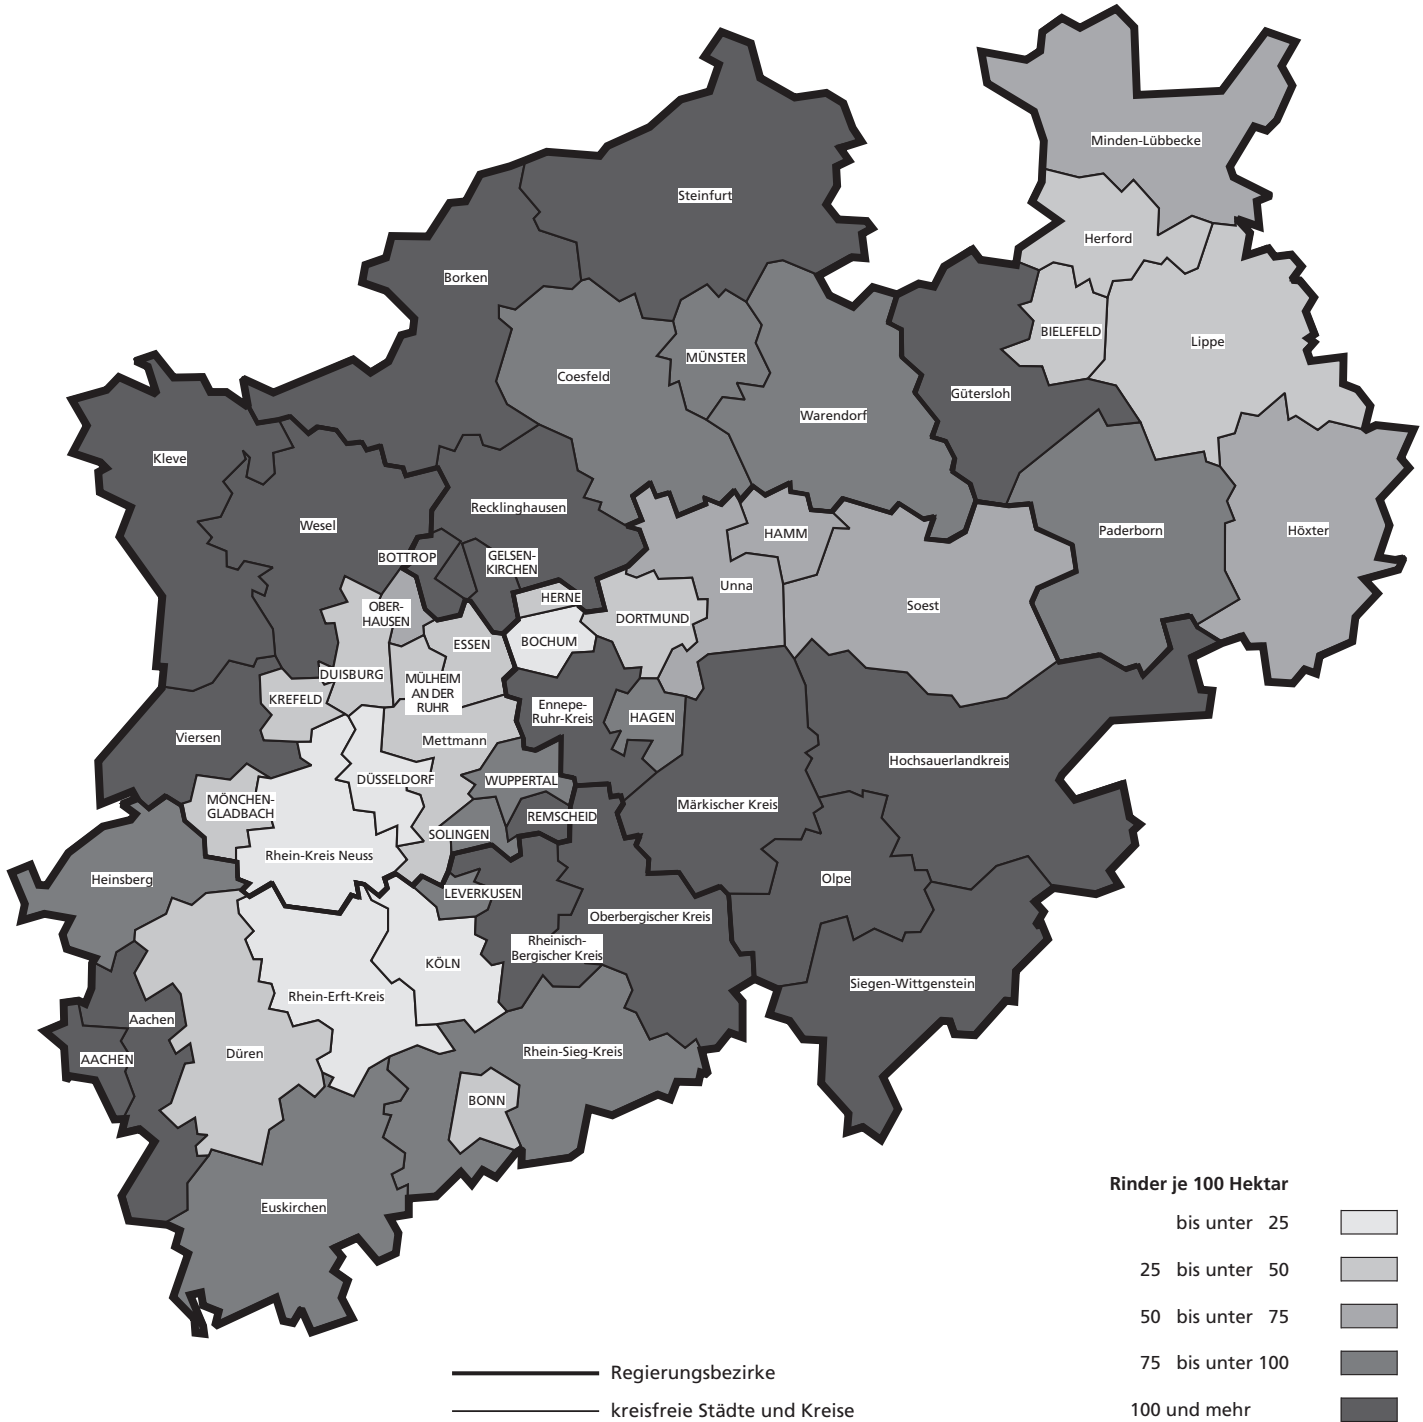 Minden-Lübbecke
Steinfurt
Herford
Borken
BIELEFELD
Lippe
MÜNSTER
Coesfeld
Gütersloh
Warendorf
Kleve
Recklinghausen
Wesel
Paderborn
Höxter
HAMM
BOTTROP
GELSEN-
KIRCHEN
Unna
HERNE
Soest
OBER-
HAUSEN
DORTMUND
ESSEN
BOCHUM
DUISBURG
MÜLHEIM
AN DER
RUHR
KREFELD
Ennepe-
Ruhr-Kreis
HAGEN
Viersen
Mettmann
Hochsauerlandkreis
DÜSSELDORF
WUPPERTAL
MÖNCHEN-
GLADBACH
Märkischer Kreis
REMSCHEID
SOLINGEN
Rhein-Kreis Neuss
Heinsberg
Olpe
LEVERKUSEN
Oberbergischer Kreis
Rheinisch-
Bergischer Kreis
KÖLN
Siegen-Wittgenstein
Rhein-Erft-Kreis
Aachen
AACHEN
Düren
Rhein-Sieg-Kreis
BONN
Euskirchen
Rinder je 100 Hektar
bis unter 25
25 bis unter 50
50 bis unter 75
75 bis unter 100
100 und mehr
Regierungsbezirke
kreisfreie Städte und Kreise